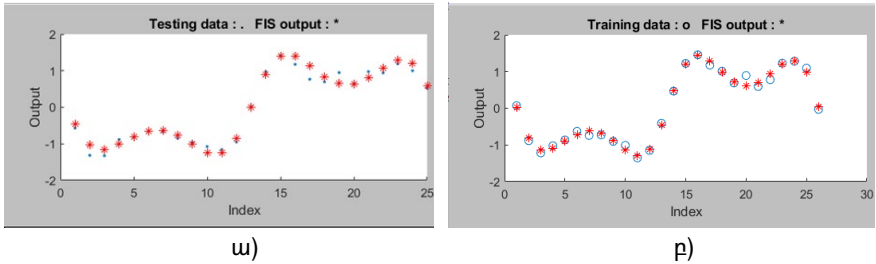 Testing data : .   FIS output : *
2
1
0
-1
-2
Output
0 5 10 15 20 25
Index
ա)
Training data : o   FIS output : *
2
1
0
-1
-2
Output
0 5 10 15 20 25 30
Index
բ)